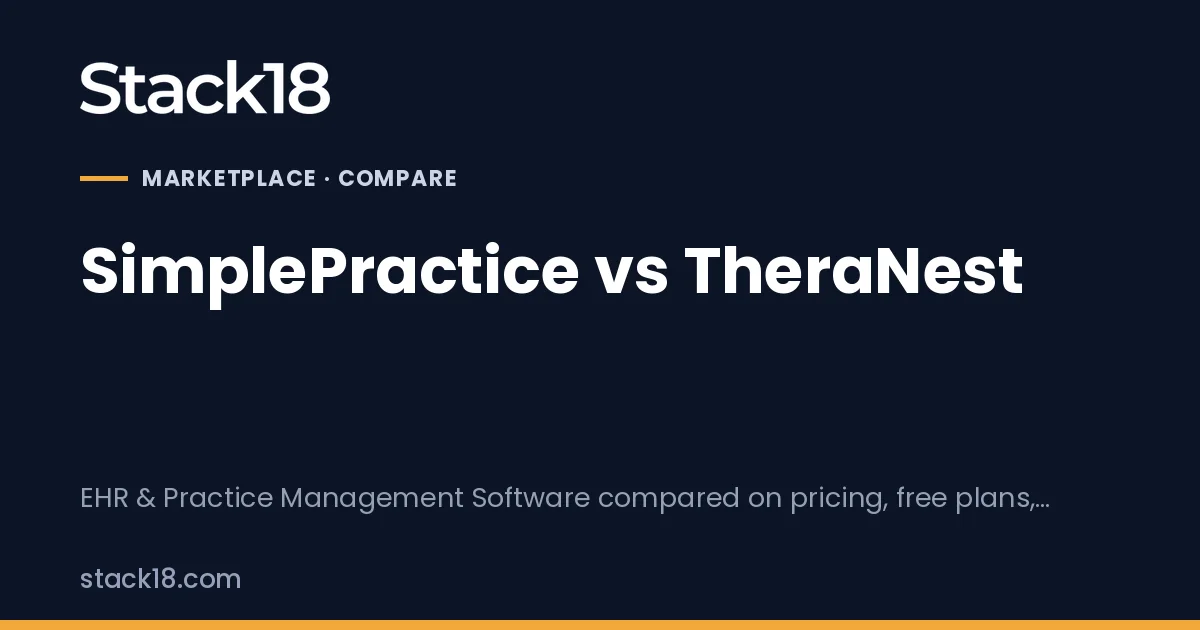 Stack18
MARKETPLACE · COMPARE
SimplePractice vs TheraNest
EHR & Practice Management Software compared on pricing, free plans,...
stack18.com